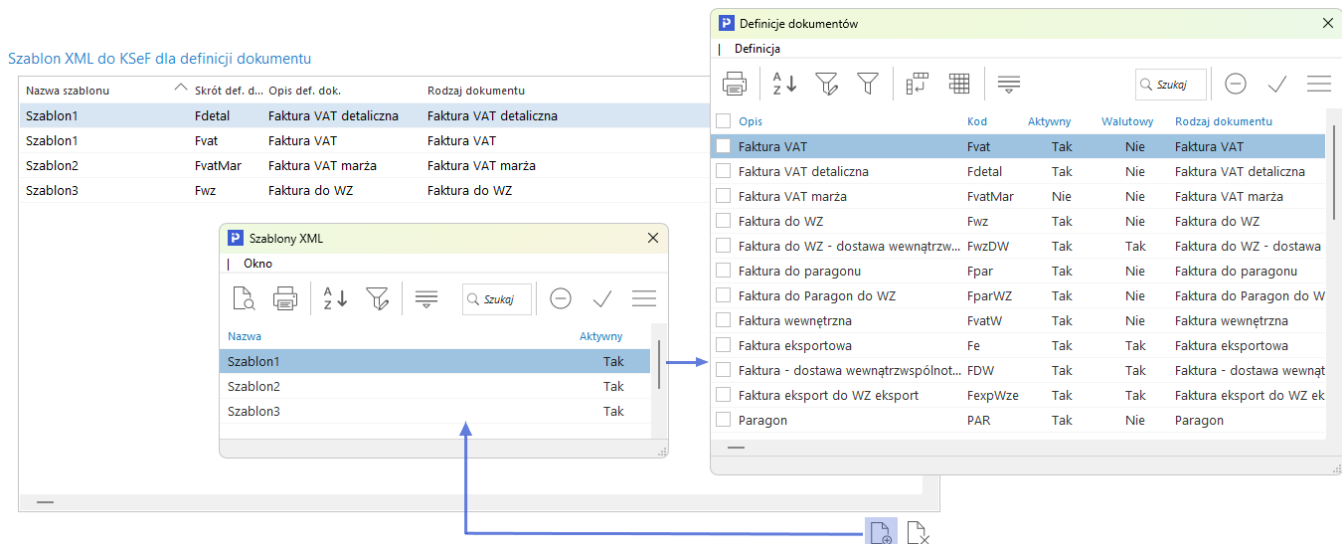 Szablon XML do KSeF dla definicji dokumentu
Nazwa szablonu Skrót def. d... Opis def. dok. Rodzaj dokumentu
Szablon1 Fdetal Faktura VAT detaliczna Faktura VAT detaliczna
Szablon1 Fvat Faktura VAT Faktura VAT
Szablon2 FvatMar Faktura VAT marża Faktura VAT marża
Szablon3 Fwz Faktura do WZ Faktura do WZ
Szablony XML
Okno
Szukaj
Nazwa Aktywny
Szablon1 Tak
Szablon2 Tak
Szablon3 Tak
Definicje dokumentów
Definicja
Szukaj
Opis Kod Aktywny Walutowy Rodzaj dokumentu
Faktura VAT Fvat Tak Nie Faktura VAT
Faktura VAT detaliczna Fdetal Tak Nie Faktura VAT detaliczna
Faktura VAT marża FvatMar Nie Nie Faktura VAT marża
Faktura do WZ Fwz Tak Nie Faktura do WZ
Faktura do WZ - dostawa wewnątrzw... FwzDW Tak Tak Faktura do WZ - dostawa
Faktura do paragonu Fpar Tak Nie Faktura do paragonu
Faktura do Paragon do WZ FparWZ Tak Nie Faktura do Paragon do W
Faktura wewnętrzna FvatW Tak Nie Faktura wewnętrzna
Faktura eksportowa Fe Tak Tak Faktura eksportowa
Faktura - dostawa wewnątrzwspólnot... FDW Tak Tak Faktura - dostawa wewnąt
Faktura eksport do WZ eksport FexpWze Tak Tak Faktura eksport do WZ ek
Paragon PAR Tak Nie Paragon